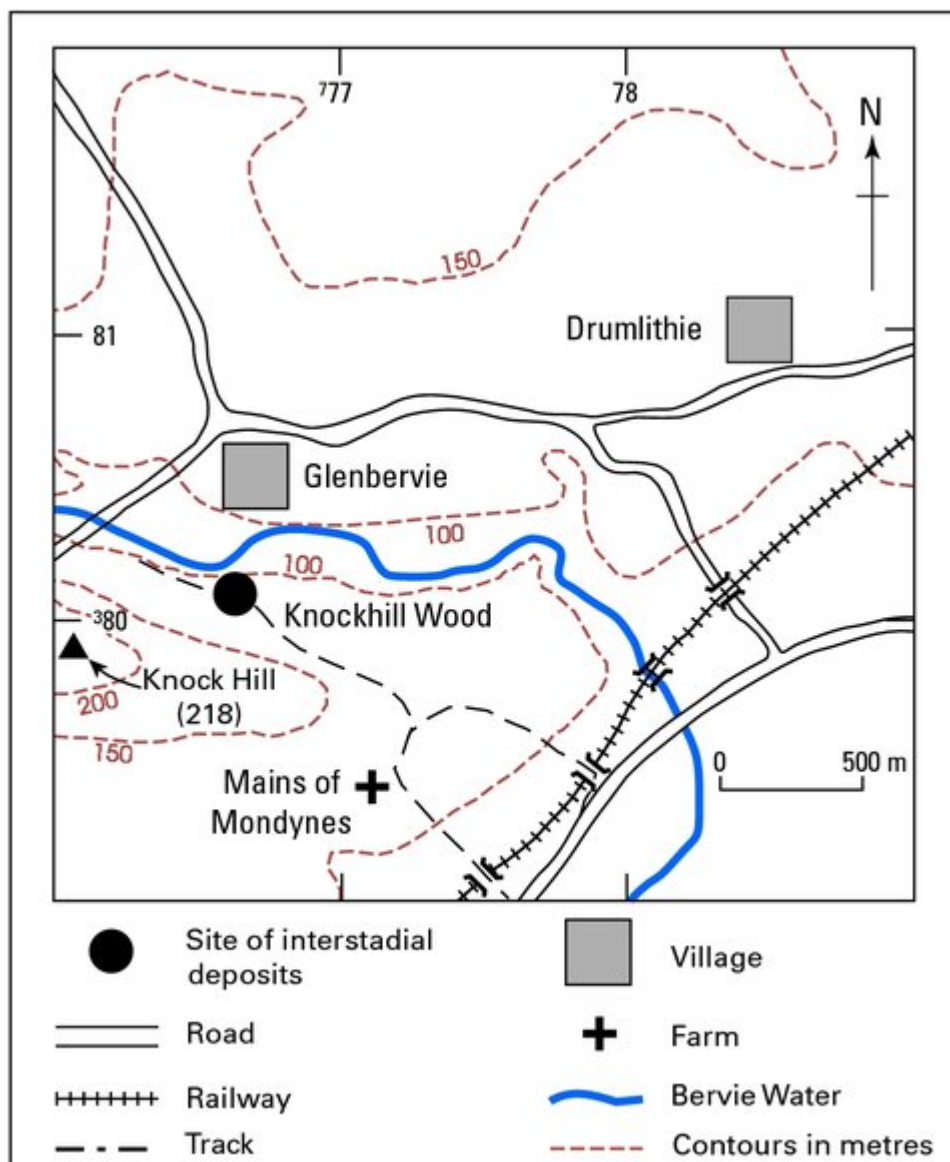 ⁷77
78
N
150
Drumlithie
81
Glenbervie
100
100
Knockhill Wood
³80
Knock Hill
(218)
200
150
0 500 m
Mains of
Mondynes
Site of interstadial
deposits
Village
Road
Farm
Railway
Bervie Water
Track
Contours in metres